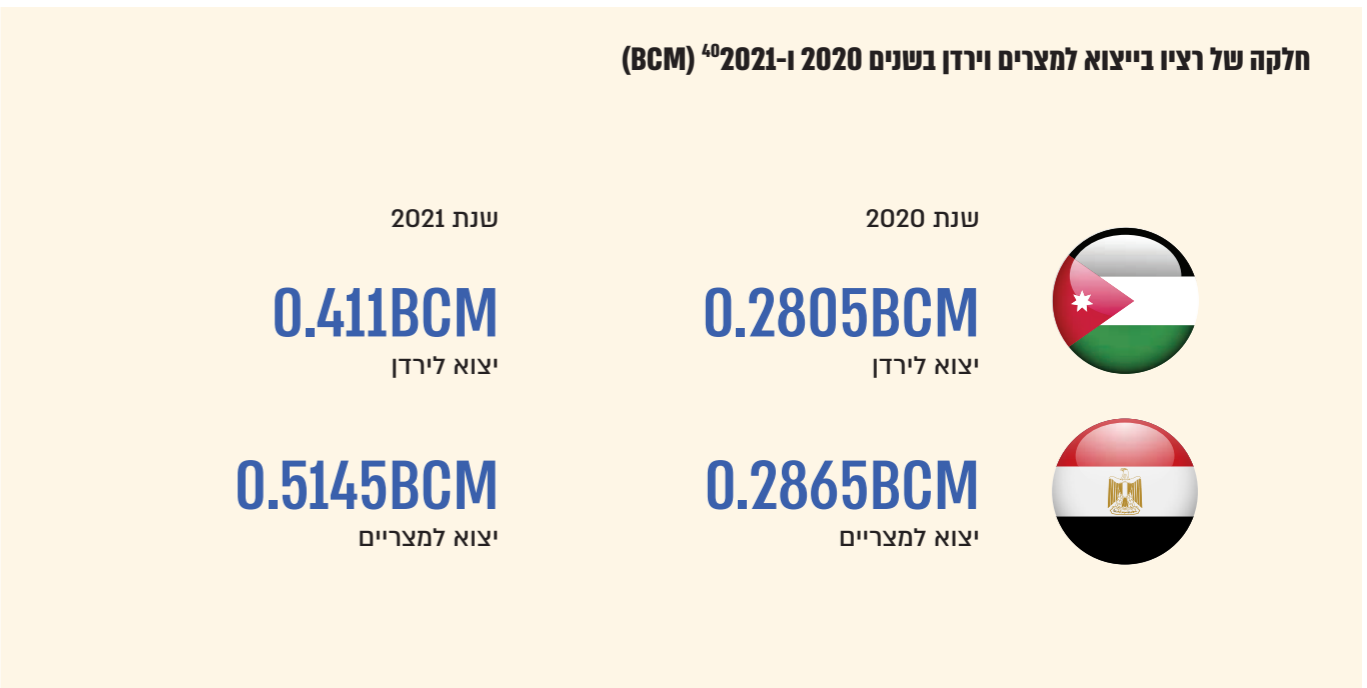 חלקה של רציו בייצוא למצרים וירדן בשנים 2020 ו-2021⁴⁰ (BCM)
שנת 2020
שנת 2021
0.2805BCM
יצוא לירדן
0.411BCM
יצוא לירדן
0.2865BCM
יצוא למצריים
0.5145BCM
יצוא למצריים